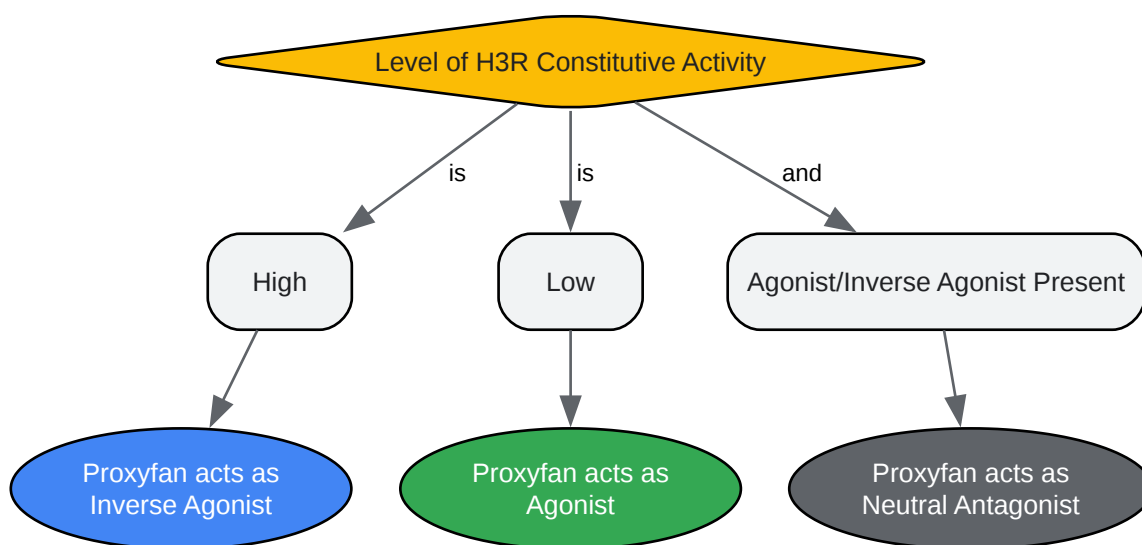 Level of H3R Constitutive Activity
is
is
and
High
Low
Agonist/Inverse Agonist Present
Proxyfan acts as
Inverse Agonist
Proxyfan acts as
Agonist
Proxyfan acts as
Neutral Antagonist